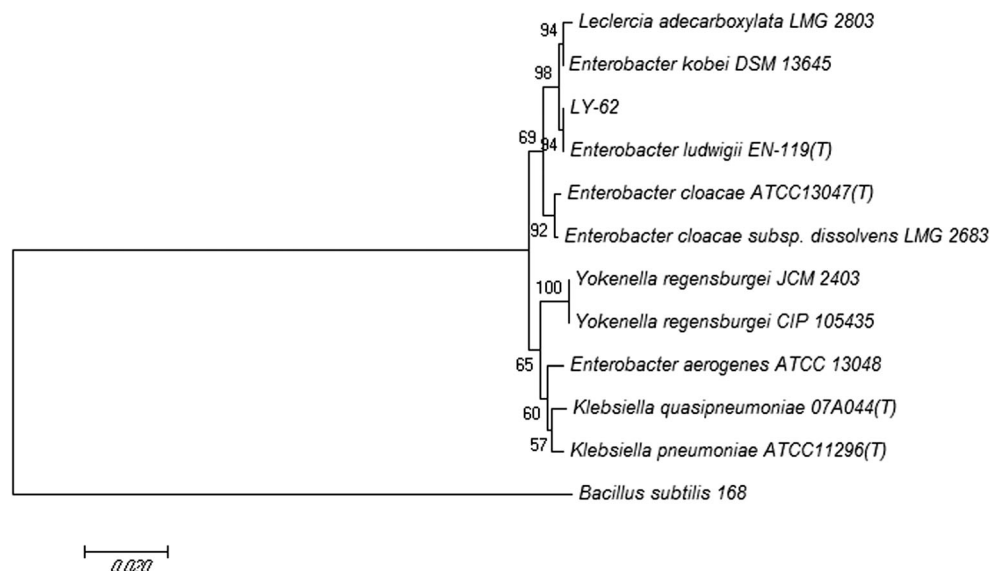 94 Leclercia adecarboxylata LMG 2803
Enterobacter kobei DSM 13645
98
LY-62
69 94 Enterobacter ludwigii EN-119(T)
Enterobacter cloacae ATCC13047(T)
92 Enterobacter cloacae subsp. dissolvens LMG 2683
Yokenella regensburgei JCM 2403
100
Yokenella regensburgei CIP 105435
65 Enterobacter aerogenes ATCC 13048
60 Klebsiella quasipneumoniae 07A044(T)
57 Klebsiella pneumoniae ATCC11296(T)
Bacillus subtilis 168
0.020